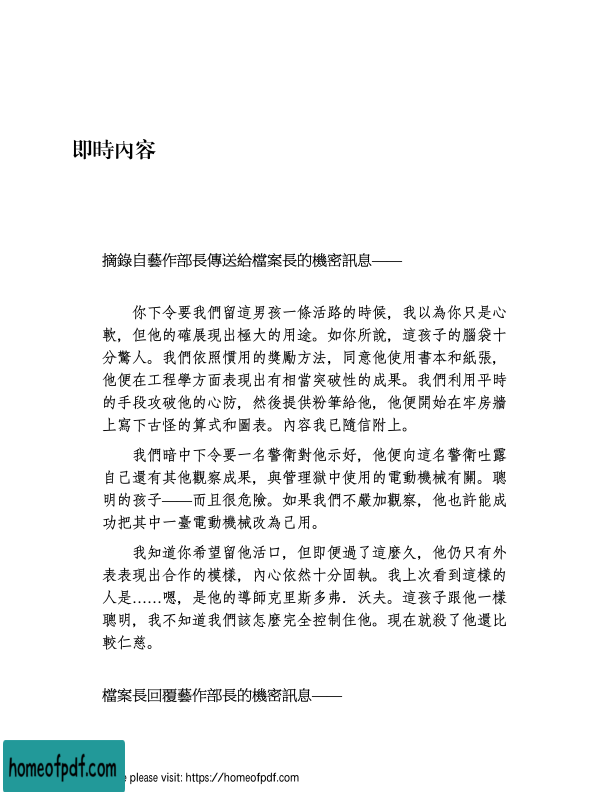 即時內容
摘錄自藝作部長傳送給檔案長的機密訊息——
你下令要我們留這男孩一條活路的時候，我以為你只是心
軟，但他的確展現出極大的用途。如你所說，這孩子的腦袋十
分驚人。我們依照慣用的獎勵方法，同意他使用書本和紙張，
他便在工程學方面表現出有相當突破性的成果。我們利用平時
的手段攻破他的心防，然後提供粉筆給他，他便開始在牢房牆
上寫下古怪的算式和圖表。內容我已隨信附上。
我們暗中下令要一名警衛對他示好，他便向這名警衛吐露
自己還有其他觀察成果，與管理獄中使用的電動機械有關。聰
明的孩子——而且很危險。如果我們不嚴加觀察，他也許能成
功把其中一臺電動機械改為己用。
我知道你希望留他活口，但即便過了這麼久，他仍只有外
表表現出合作的模樣，內心依然十分固執。我上次看到這樣的
人是……嗯，是他的導師克里斯多弗．沃夫。這孩子跟他一樣
聰明，我不知道我們該怎麼完全控制住他。現在就殺了他還比
較仁慈。
檔案長回覆藝作部長的機密訊息——
homeofpdf.com
please visit: https://homeofpdf.com